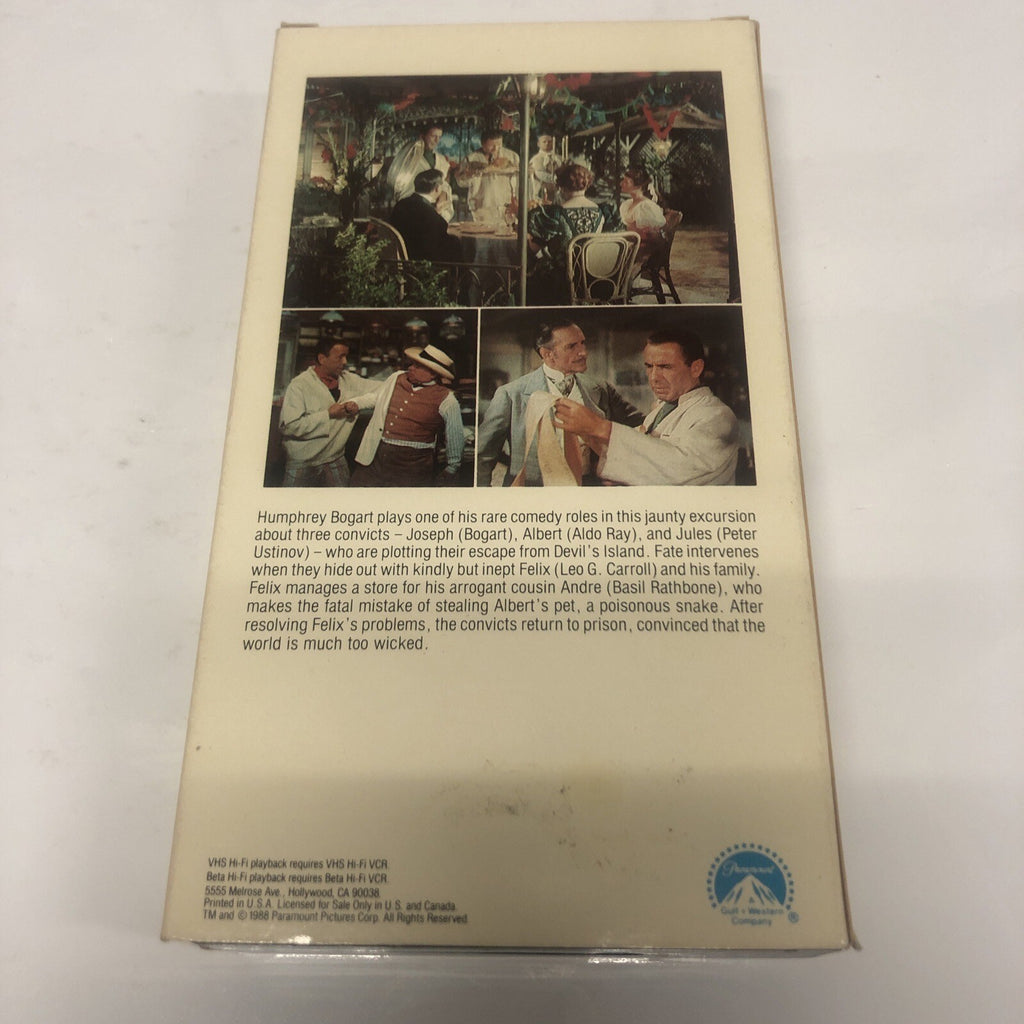 Humphrey Bogart plays one of his rare comedy roles in this jaunty excursion
about three convicts – Joseph (Bogart), Albert (Aldo Ray), and Jules (Peter
Ustinov) – who are plotting their escape from Devil's Island. Fate intervenes
when they hide out with kindly but inept Felix (Leo G. Carroll) and his family.
Felix manages a store for his arrogant cousin Andre (Basil Rathbone), who
makes the fatal mistake of stealing Albert's pet, a poisonous snake. After
resolving Felix's problems, the convicts return to prison, convinced that the
world is much too wicked.
VHS Hi-Fi playback requires VHS Hi-Fi VCR.
Beta Hi-Fi playback requires Beta Hi-Fi VCR.
5555 Melrose Ave., Hollywood, CA 90038
Printed in U.S.A. Licensed for Sale Only in U.S. and Canada.
TM and © 1988 Paramount Pictures Corp. All Rights Reserved.
Paramount
Gulf + Western
Company
®